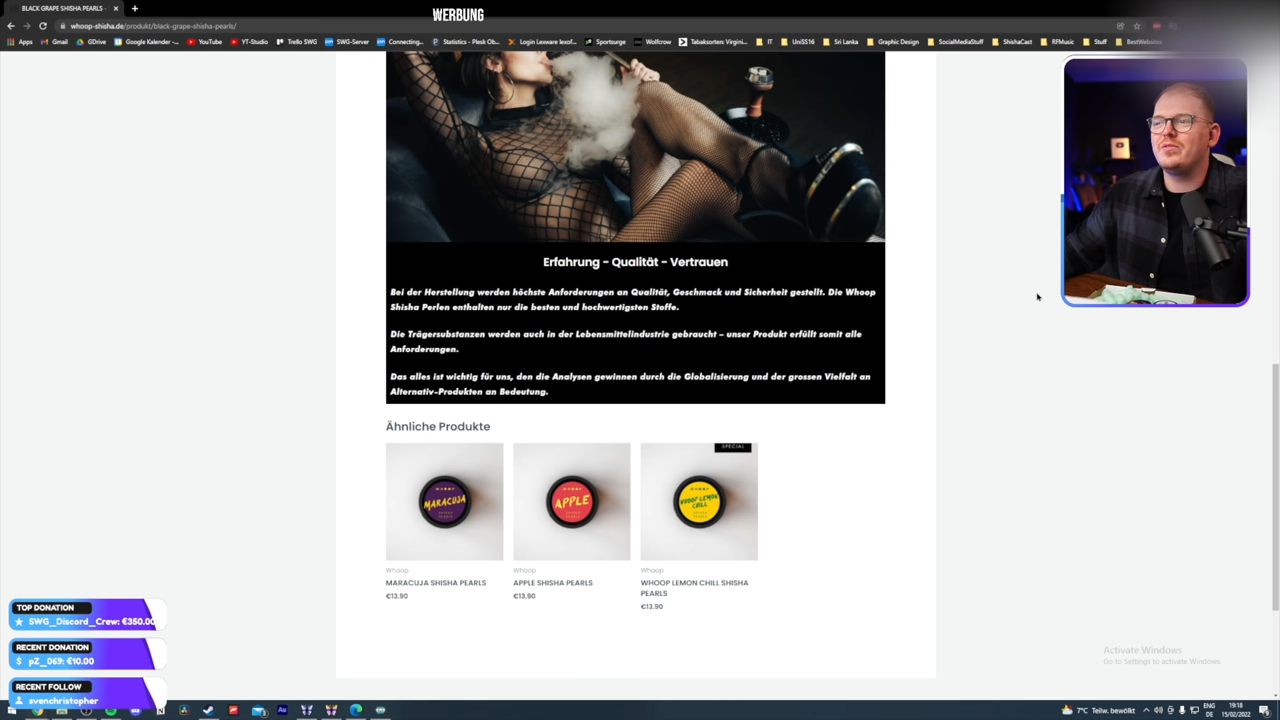 BLACK GRAPE SHISHA PEARLS -
WERBUNG
whoop-shisha.de/produkt/black-grape-shisha-pearls/
Apps
Gmail
GDrive
Google Kalender -...
YouTube
YT-Studio
Trello SWG
SWG-Server
Connecting...
Statistics - Plesk Ob...
Login Lexware lexof...
Sportsurge
Wolfcrow
Tabaksorten: Virgini...
IT
UniSS16
Sri Lanka
Graphic Design
SocialMediaStuff
ShishaCast
RFMusic
Stuff
BestWebsites
Erfahrung - Qualität - Vertrauen
Bei der Herstellung werden höchste Anforderungen an Qualität, Geschmack und Sicherheit gestellt. Die Whoop
Shisha Perlen enthalten nur die besten und hochwertigsten Stoffe.
Die Trägersubstanzen werden auch in der Lebensmittelindustrie gebraucht – unser Produkt erfüllt somit alle
Anforderungen.
Das alles ist wichtig für uns, den die Analysen gewinnen durch die Globalisierung und der grossen Vielfalt an
Alternativ-Produkten an Bedeutung.
Ähnliche Produkte
SPECIAL
WHOOP
MARACUJA
WHOOP
APPLE
WHOOP
WHOOP LEMON
CHILL
Whoop
MARACUJA SHISHA PEARLS
€13.90
Whoop
APPLE SHISHA PEARLS
€13.90
Whoop
WHOOP LEMON CHILL SHISHA
PEARLS
€13.90
TOP DONATION
SWG_Discord_Crew: €350.00
RECENT DONATION
$ pZ_069: €10.00
RECENT FOLLOW
svenchristopher
Activate Windows
Go to Settings to activate Windows.
7°C Teilw. bewölkt
ENG
DE
19:18
15/02/2022